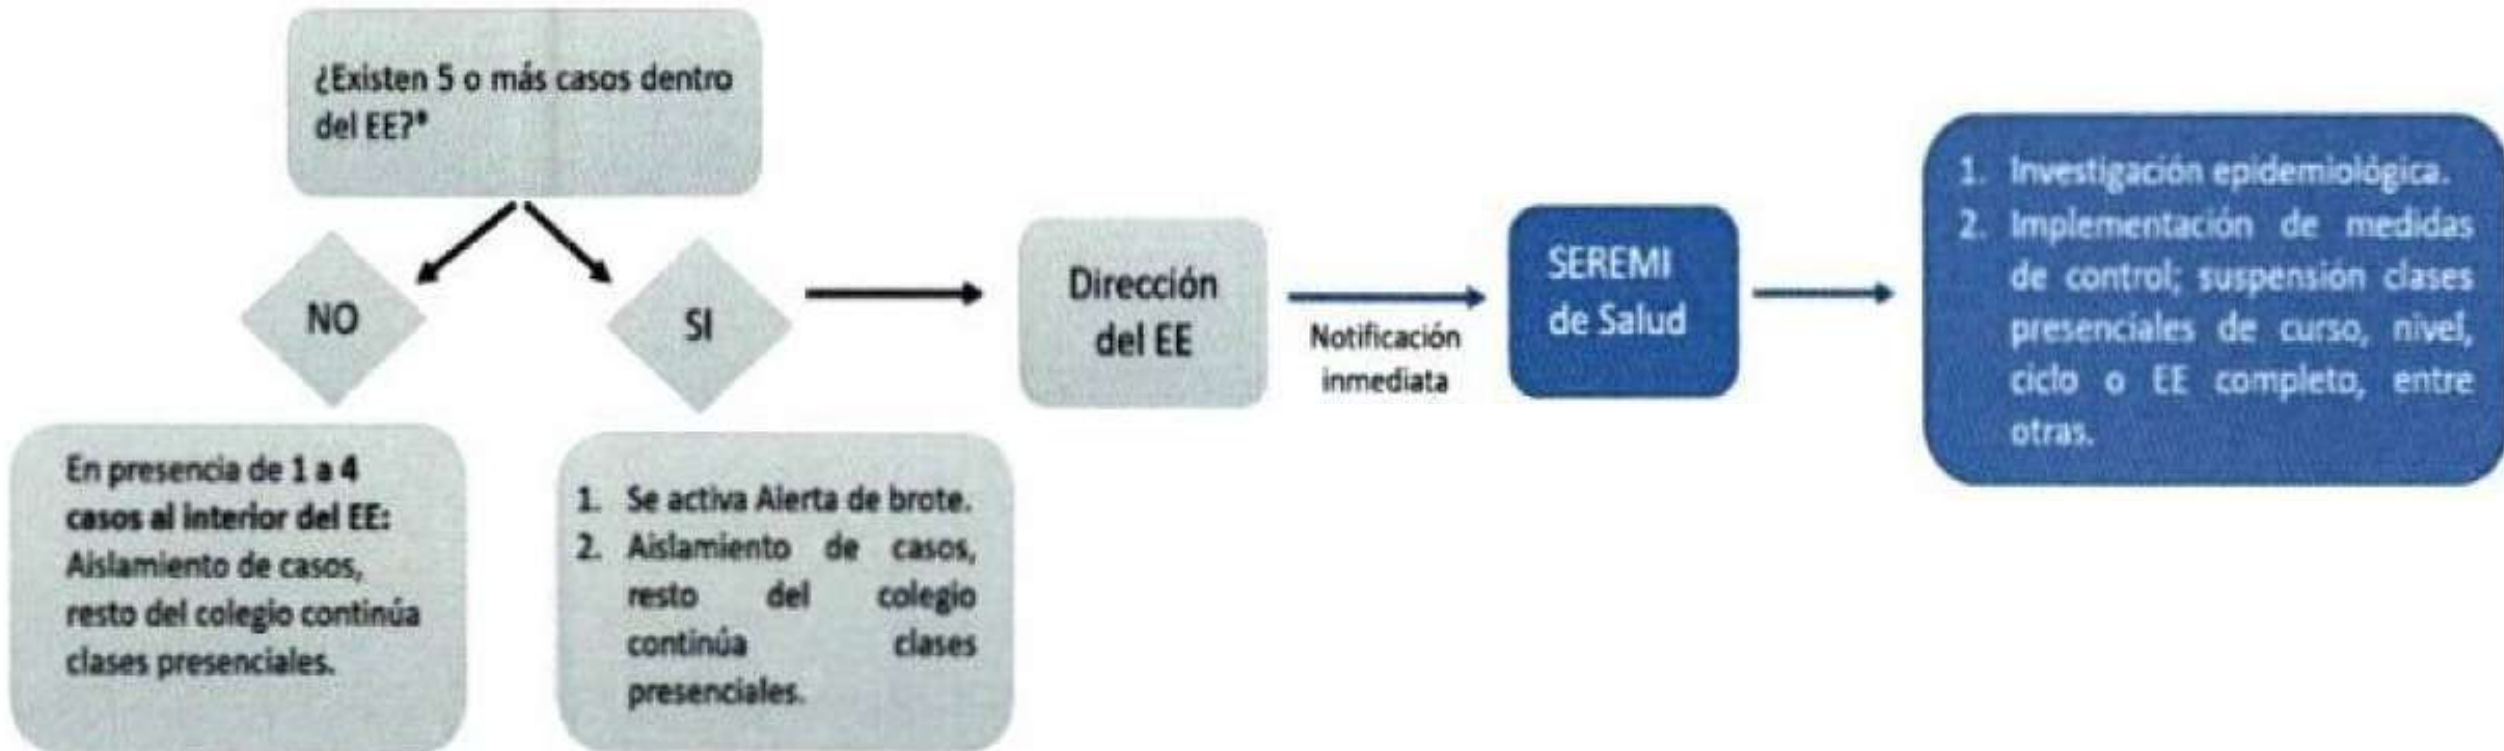 ¿Existen 5 o más casos dentro
del EE?*
NO
SI
Dirección
del EE
Notificación
inmediata
SEREMI
de Salud
1. Investigación epidemiológica.
2. Implementación de medidas
de control; suspensión clases
presenciales de curso, nivel,
ciclo o EE completo, entre
otras.
En presencia de 1 a 4
casos al interior del EE:
Aislamiento de casos,
resto del colegio continúa
clases presenciales.
1. Se activa Alerta de brote.
2. Aislamiento de casos,
resto del colegio
continúa clases
presenciales.